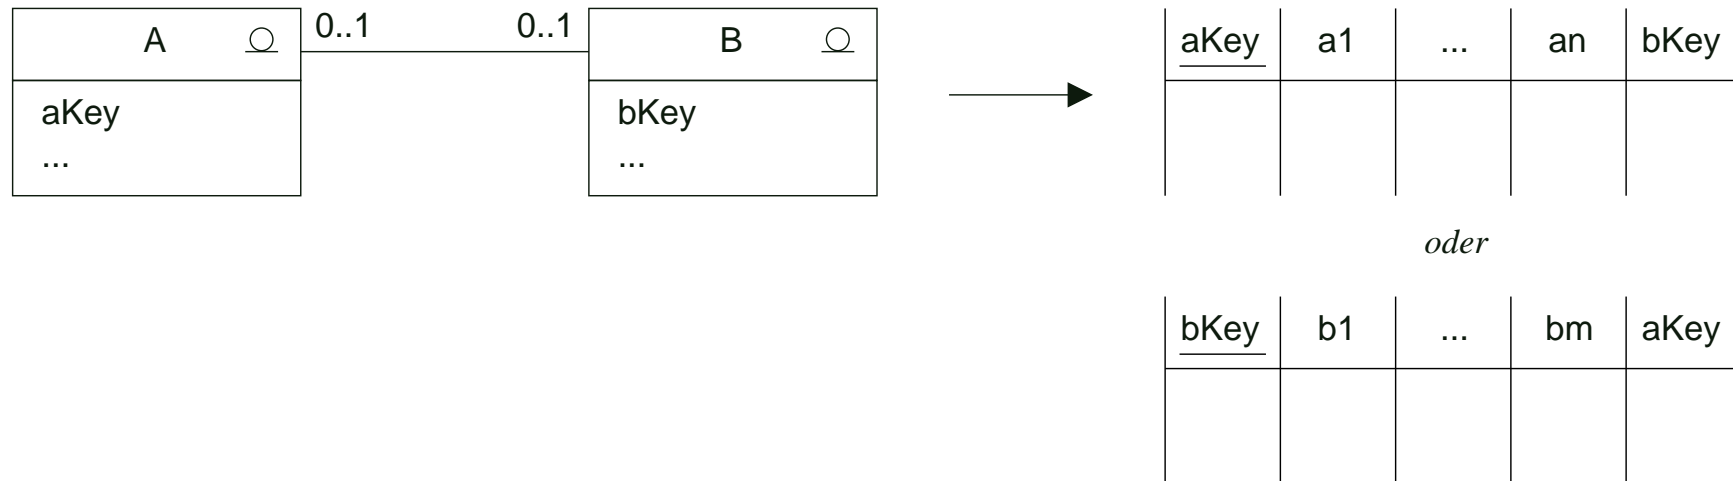 A 0..1 0..1 B
aKey
...
bKey
...
aKey a1 ... an bKey
oder
bKey b1 ... bm aKey